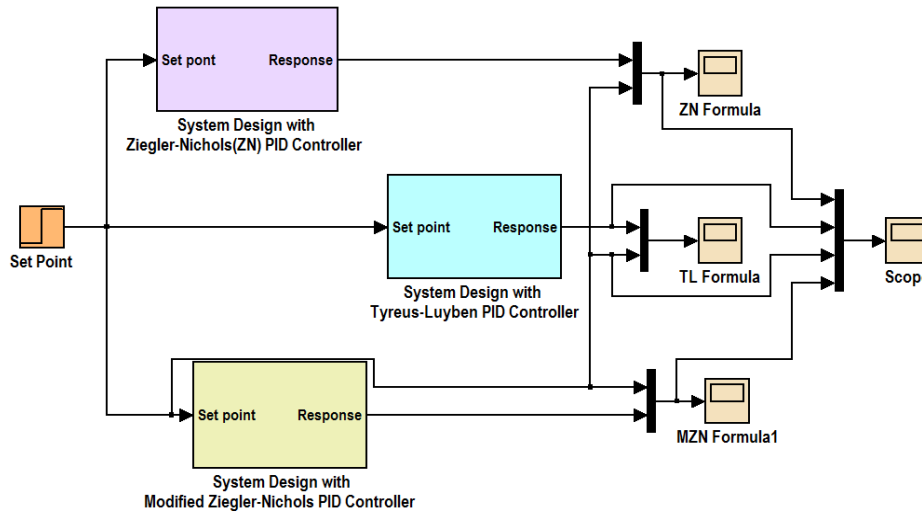 Set pont
Response
System Design with
Ziegler-Nichols(ZN) PID Controller
ZN Formula
Set Point
Set point
Response
System Design with
Tyreus-Luyben PID Controller
TL Formula
Scope
Set point
Response
System Design with
Modified Ziegler-Nichols PID Controller
MZN Formula1